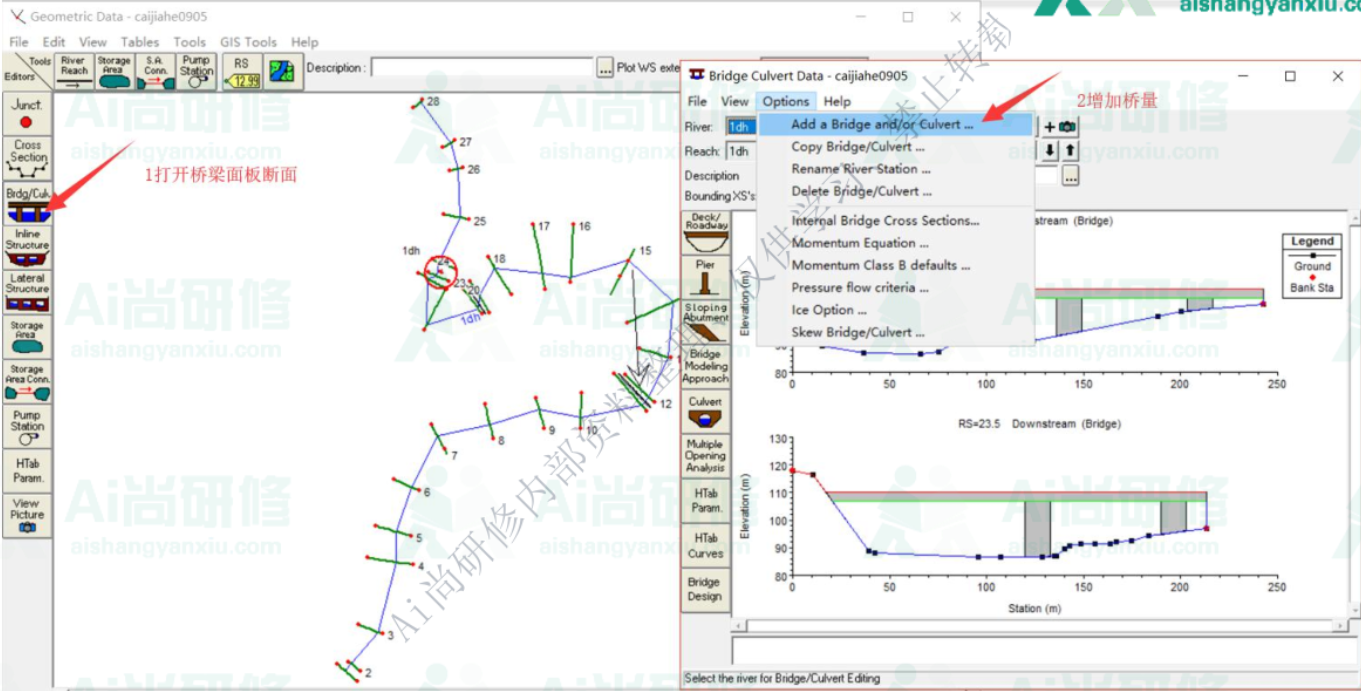 aishangyanxiu.co
Geometric Data - caijiahe0905
File Edit View Tables Tools GIS Tools Help
Tools
Editors
River
Reach
Storage
Area
S.A.
Conn.
Pump
Station
RS
12.99
Description :
...
Plot WS exte
Junct.
Cross
Section
Brdg/Cul
Inline
Structure
Lateral
Structure
Storage
Area
Storage
Area Conn.
Pump
Station
HTab
Param.
View
Picture
1打开桥梁面板断面
28
27
26
25
1dh
24
23
20
1dh
18
17
16
15
12
10
9
8
7
6
5
4
3
2
Bridge Culvert Data - caijiahe0905
File View Options Help
2增加桥量
River: 1dh
Reach: 1dh
Description
...
Bounding XS's:
Add a Bridge and/or Culvert ...
Copy Bridge/Culvert ...
Rename River Station ...
Delete Bridge/Culvert ...
Internal Bridge Cross Sections...
Momentum Equation ...
Momentum Class B defaults ...
Pressure flow criteria ...
Ice Option ...
Skew Bridge/Culvert ...
Deck/
Roadway
Pier
Sloping
Abutment
Bridge
Modeling
Approach
Culvert
Multiple
Opening
Analysis
HTab
Param.
HTab
Curves
Bridge
Design
stream (Bridge)
Legend
Ground
Bank Sta
Elevation (m)
80
0 50 100 150 200 250
RS=23.5 Downstream (Bridge)
Elevation (m)
130
120
110
100
90
80
0 50 100 150 200 250
Station (m)
Select the river for Bridge/Culvert Editing
Ai尚研修内部资料整理 仅供学习 禁止转载
Ai尚研修
aishangyanxiu.com